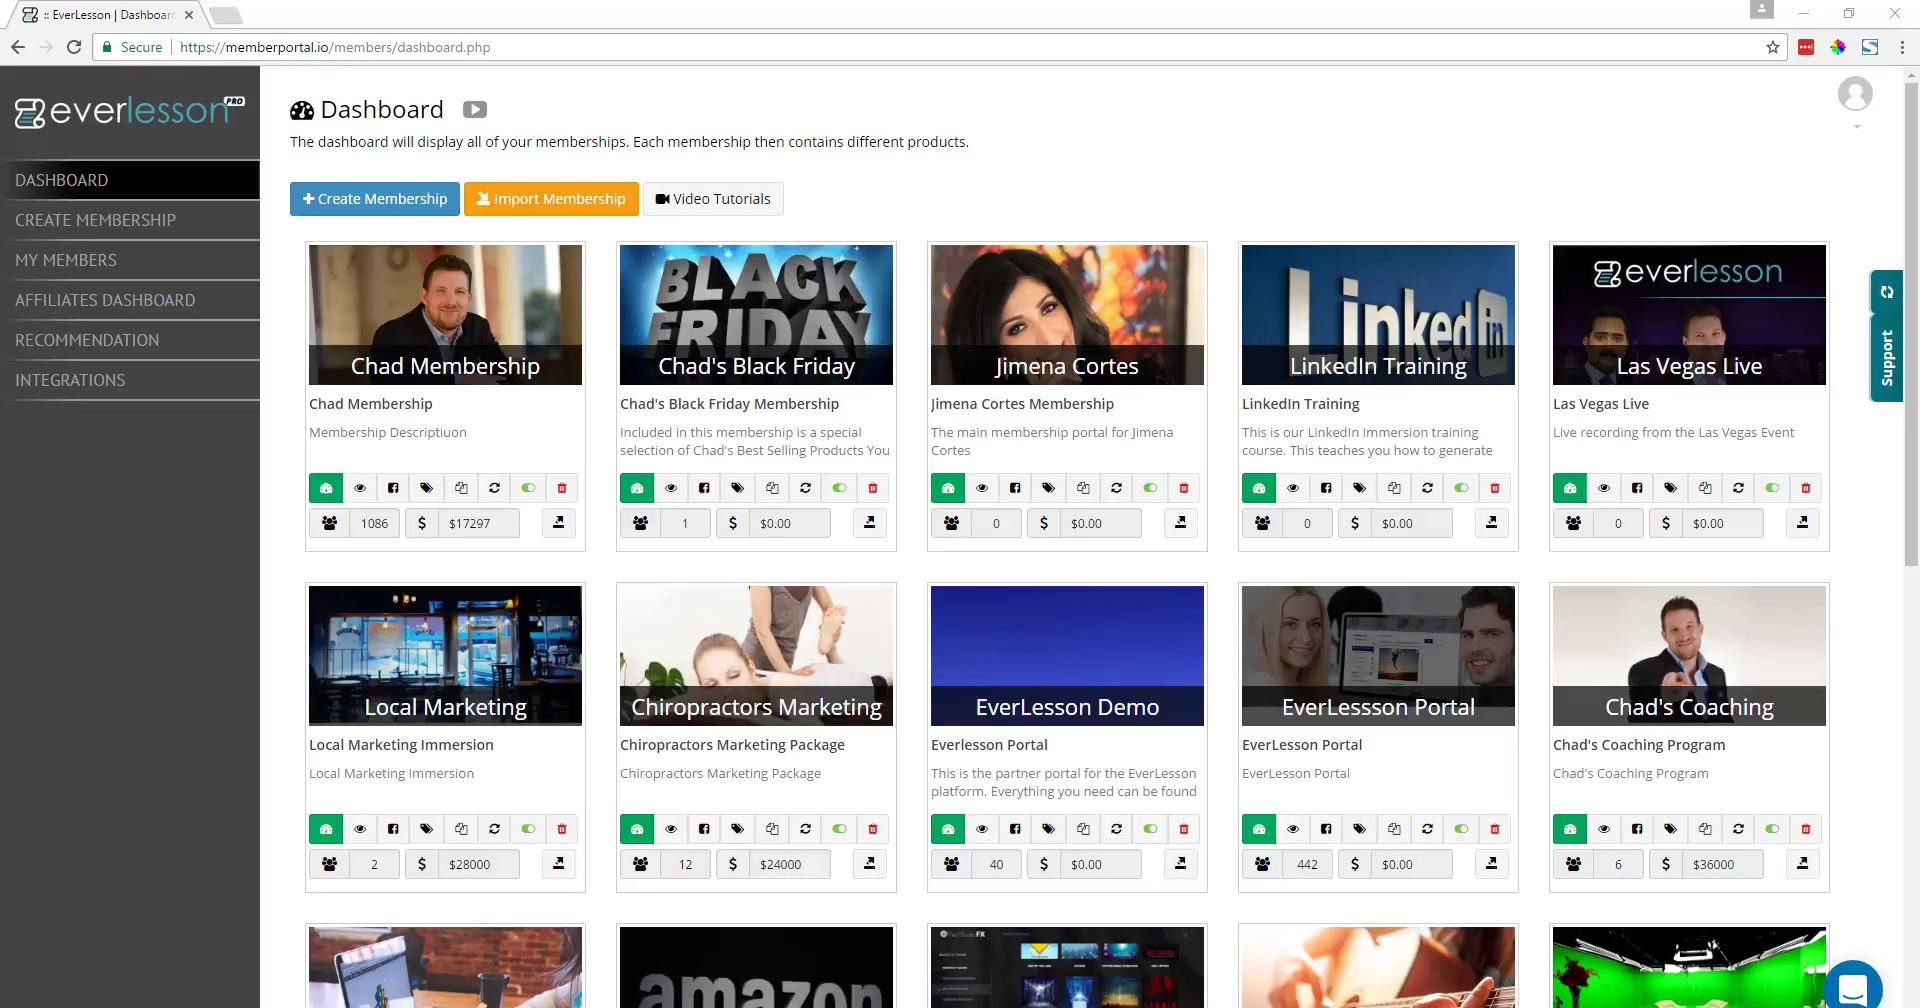 :: EverLesson | Dashboar
Secure https://memberportal.io/members/dashboard.php
everlesson PRO
DASHBOARD
CREATE MEMBERSHIP
MY MEMBERS
AFFILIATES DASHBOARD
RECOMMENDATION
INTEGRATIONS
Dashboard
The dashboard will display all of your memberships. Each membership then contains different products.
Create Membership Import Membership Video Tutorials
Support
Chad Membership
Chad Membership
Membership Descriptiuon
1086 $ $17297
BLACK
FRIDAY
Chad's Black Friday
Chad's Black Friday Membership
Included in this membership is a special
selection of Chad's Best Selling Products You
1 $ $0.00
Jimena Cortes
Jimena Cortes Membership
The main membership portal for Jimena
Cortes
0 $ $0.00
Linked in
LinkedIn Training
LinkedIn Training
This is our LinkedIn Immersion training
course. This teaches you how to generate
0 $ $0.00
everlesson
Las Vegas Live
Las Vegas Live
Live recording from the Las Vegas Event
0 $ $0.00
Local Marketing
Local Marketing Immersion
Local Marketing Immersion
2 $ $28000
Chiropractors Marketing
Chiropractors Marketing Package
Chiropractors Marketing Package
12 $ $24000
EverLesson Demo
Everlesson Portal
This is the partner portal for the EverLesson
platform. Everything you need can be found
40 $ $0.00
EverLessson Portal
EverLesson Portal
EverLesson Portal
442 $ $0.00
Chad's Coaching
Chad's Coaching Program
Chad's Coaching Program
6 $ $36000
amazon